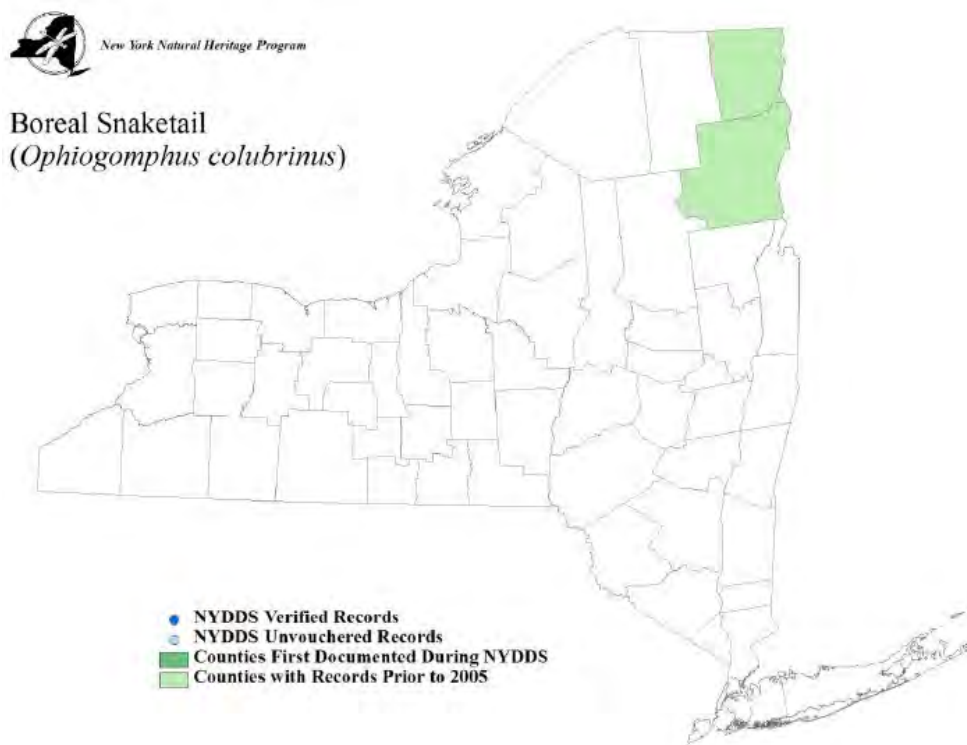 New York Natural Heritage Program
Boreal Snaketail
(Ophiogomphus colubrinus)
NYDDS Verified Records
NYDDS Unvouchered Records
Counties First Documented During NYDDS
Counties with Records Prior to 2005